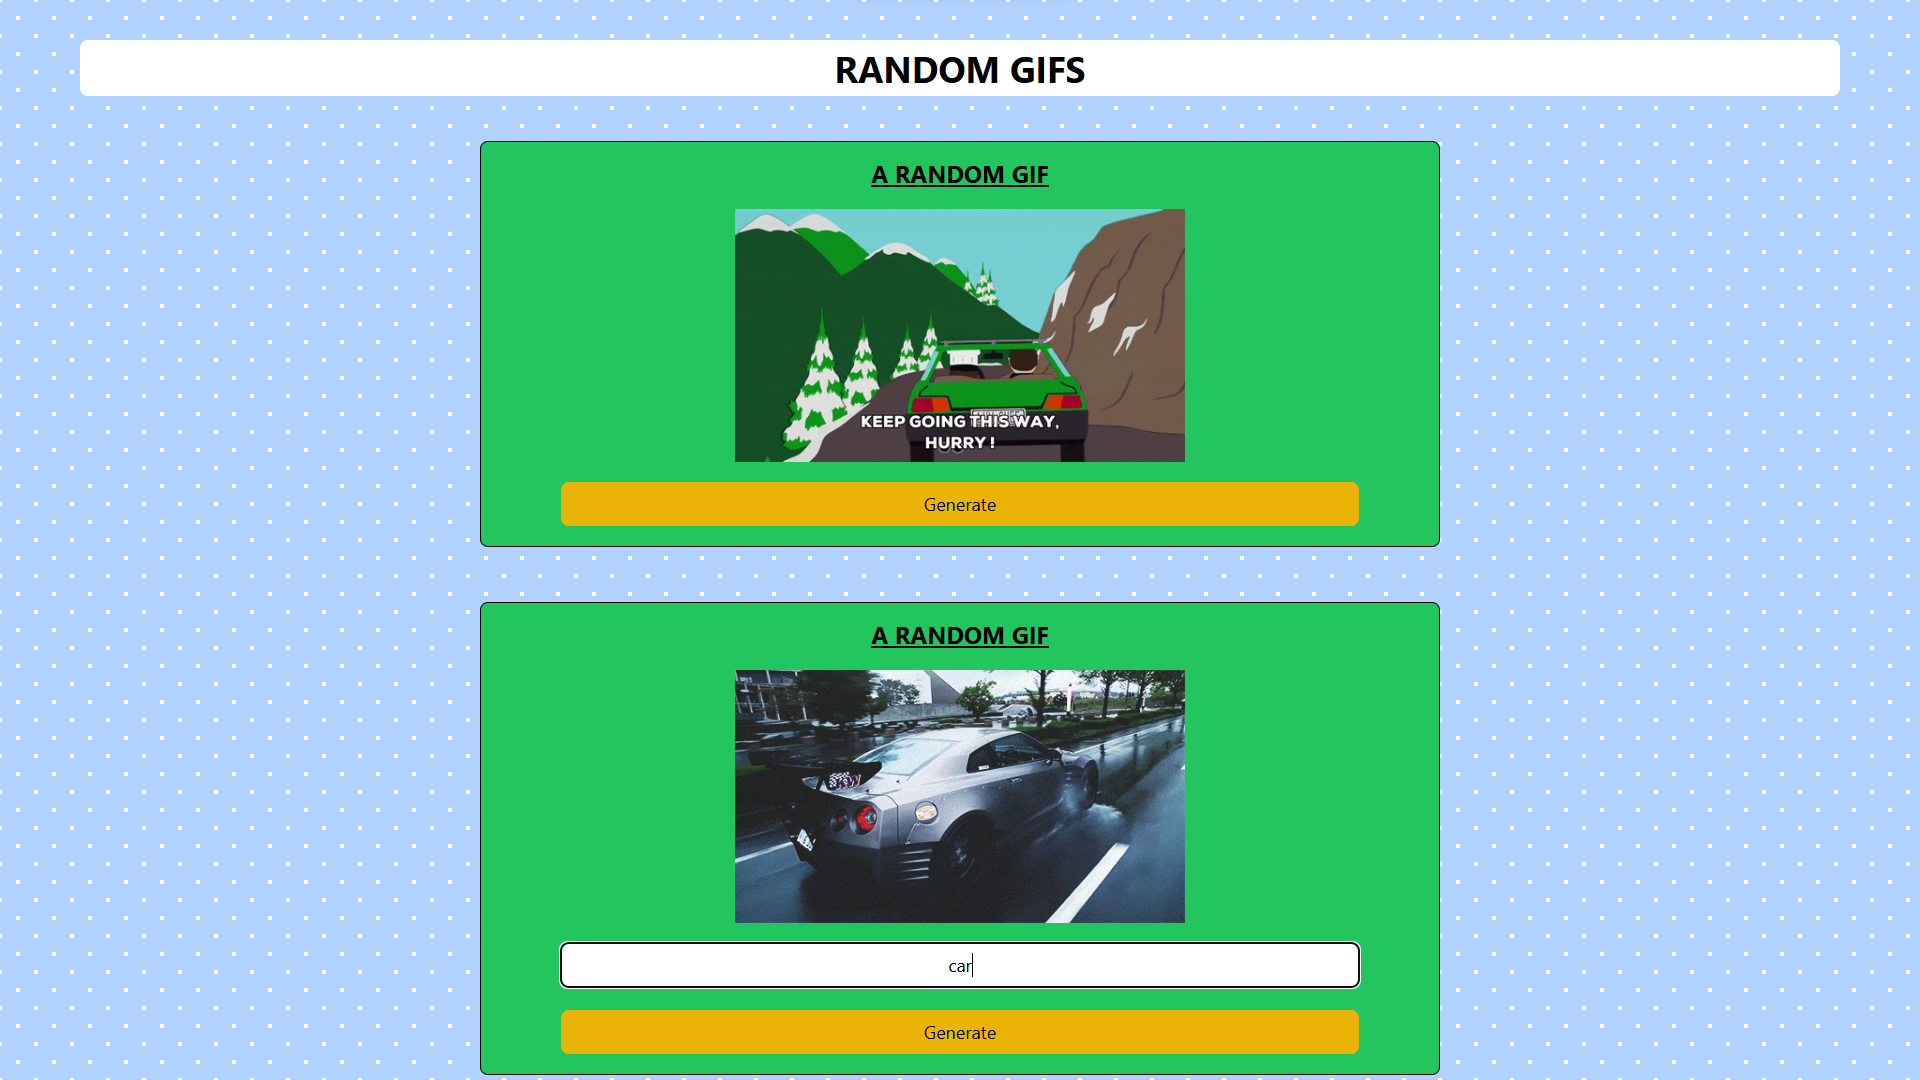 RANDOM GIFS
A RANDOM GIF
KEEP GOING THIS WAY,
HURRY !
Generate
A RANDOM GIF
car
Generate